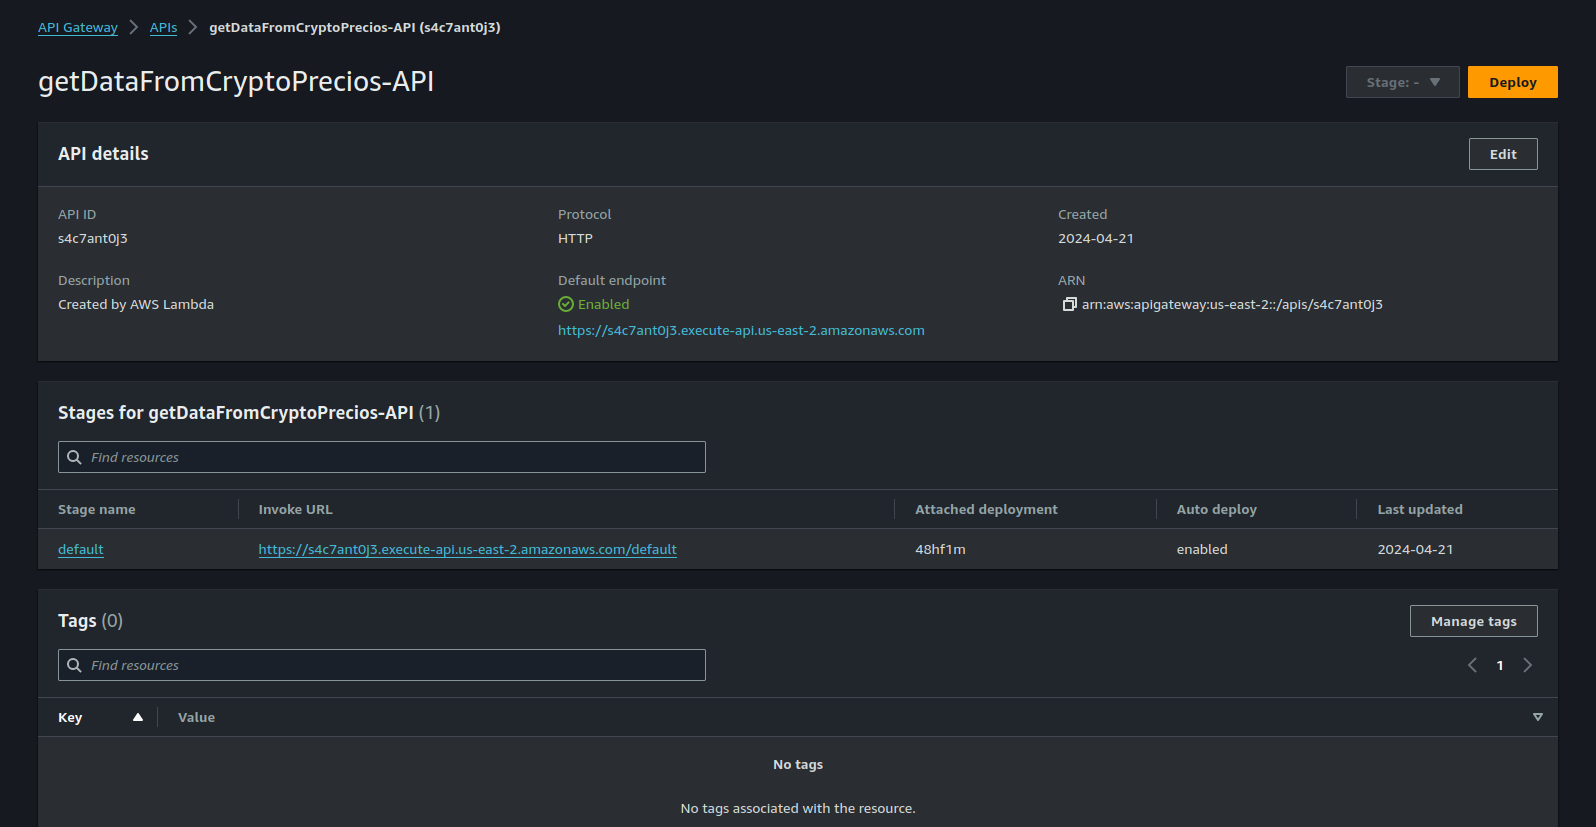 API Gateway > APIs > getDataFromCryptoPrecios-API (s4c7ant0j3)
getDataFromCryptoPrecios-API
Stage: -
Deploy
API details
Edit
API ID
Protocol
Created
s4c7ant0j3
HTTP
2024-04-21
Description
Default endpoint
ARN
Created by AWS Lambda
Enabled
arn:aws:apigateway:us-east-2::/apis/s4c7ant0j3
https://s4c7ant0j3.execute-api.us-east-2.amazonaws.com
Stages for getDataFromCryptoPrecios-API (1)
Find resources
Stage name
Invoke URL
Attached deployment
Auto deploy
Last updated
default
https://s4c7ant0j3.execute-api.us-east-2.amazonaws.com/default
48hf1m
enabled
2024-04-21
Tags (0)
Manage tags
Find resources
1
Key
Value
No tags
No tags associated with the resource.